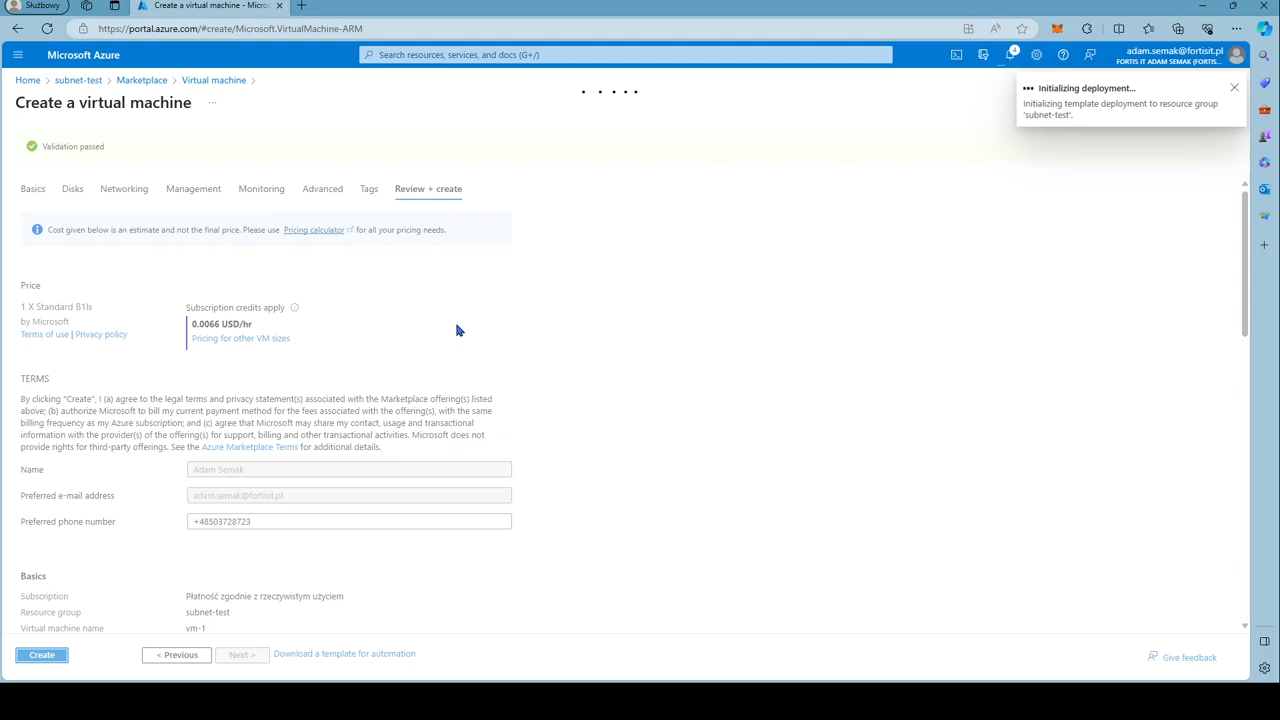 Służbowy
Create a virtual machine - Micros
https://portal.azure.com/#create/Microsoft.VirtualMachine-ARM
Microsoft Azure
Search resources, services, and docs (G+/)
4
adam.semak@fortisit.pl
FORTIS IT ADAM SEMAK (FORTIS...
Home > subnet-test > Marketplace > Virtual machine >
Create a virtual machine ...
Initializing deployment...
Initializing template deployment to resource group
'subnet-test'.
Validation passed
Basics Disks Networking Management Monitoring Advanced Tags Review + create
Cost given below is an estimate and not the final price. Please use Pricing calculator for all your pricing needs.
Price
1 X Standard B1ls
by Microsoft
Terms of use | Privacy policy
Subscription credits apply
0.0066 USD/hr
Pricing for other VM sizes
TERMS
By clicking "Create", I (a) agree to the legal terms and privacy statement(s) associated with the Marketplace offering(s) listed
above; (b) authorize Microsoft to bill my current payment method for the fees associated with the offering(s), with the same
billing frequency as my Azure subscription; and (c) agree that Microsoft may share my contact, usage and transactional
information with the provider(s) of the offering(s) for support, billing and other transactional activities. Microsoft does not
provide rights for third-party offerings. See the Azure Marketplace Terms for additional details.
Name Adam Semak
Preferred e-mail address adam.semak@fortisit.pl
Preferred phone number +48503728723
Basics
Subscription Płatność zgodnie z rzeczywistym użyciem
Resource group subnet-test
Virtual machine name vm-1
Create < Previous Next > Download a template for automation Give feedback